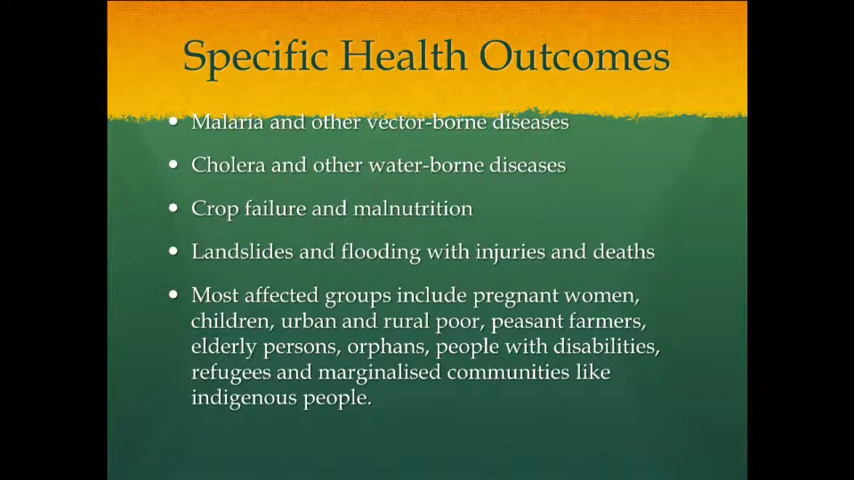 Specific Health Outcomes
• Malaria and other vector-borne diseases
• Cholera and other water-borne diseases
• Crop failure and malnutrition
• Landslides and flooding with injuries and deaths
• Most affected groups include pregnant women,
children, urban and rural poor, peasant farmers,
elderly persons, orphans, people with disabilities,
refugees and marginalised communities like
indigenous people.